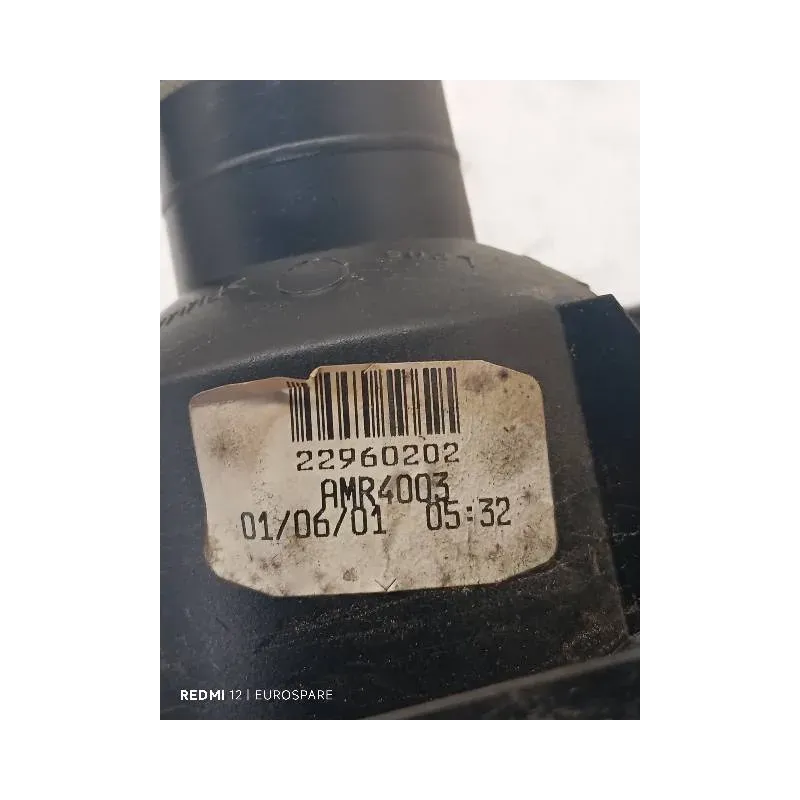 22960202
AMR4003
01/06/01 05:32
REDMI 12 | EUROSPARE